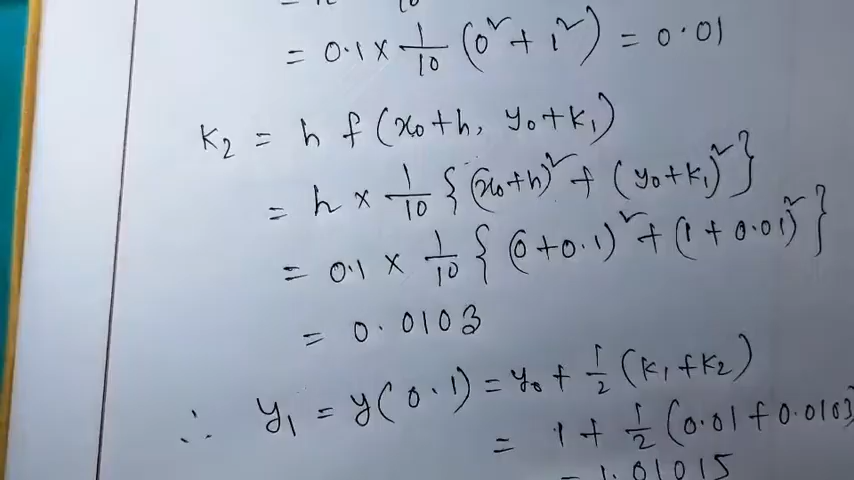 = 0.1 × 1/10 (0² + 1²) = 0.01
K₂ = h f(x₀+h, y₀+K₁)
= h × 1/10 {(x₀+h)² + (y₀+K₁)²}
= 0.1 × 1/10 {(0+0.1)² + (1+0.01)²}
= 0.0103
∴ y₁ = y(0.1) = y₀ + 1/2 (K₁+K₂)
= 1 + 1/2 (0.01+0.0103
= 1.01015